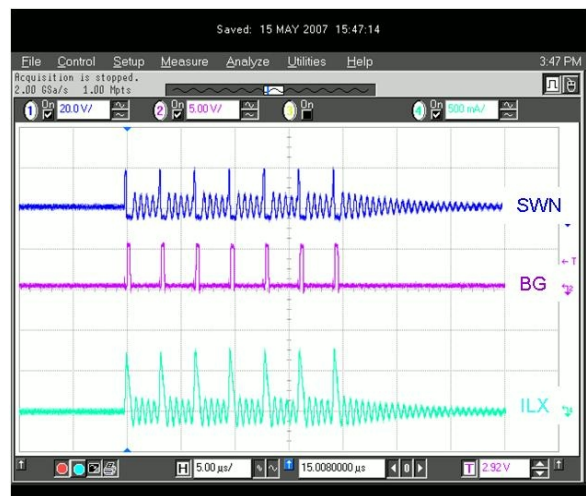 Saved: 15 MAY 2007 15:47:14
File Control Setup Measure Analyze Utilities Help 3:47 PM
Acquisition is stopped.
2.00 GSa/s 1.00 Mpts
1 On 20.0 V/ 2 On 5.00 V/ 3 On 4 On 500 mA/
SWN
T
BG
ILX
H 5.00 µs/ 15.0080000 µs 0 T 2.92 V